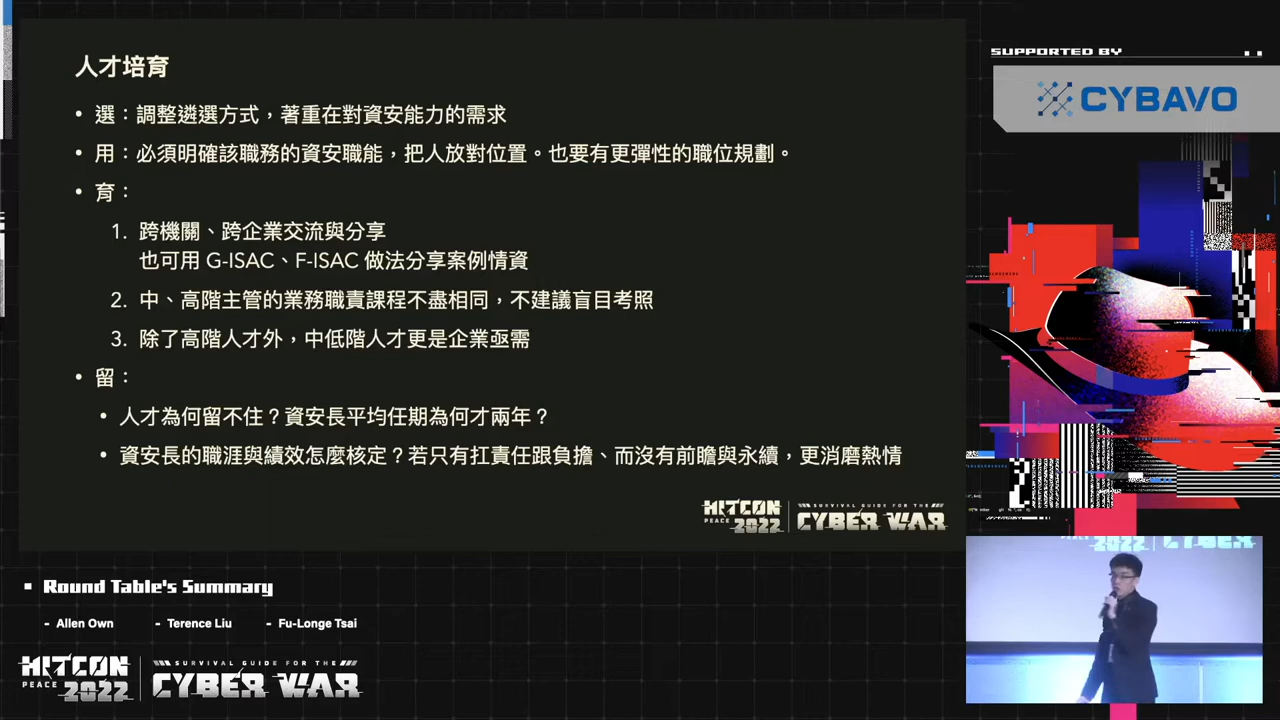 人才培育
• 選：調整遴選方式，著重在對資安能力的需求
• 用：必須明確該職務的資安職能，把人放對位置。也要有更彈性的職位規劃。
• 育：
1. 跨機關、跨企業交流與分享
也可用 G-ISAC、F-ISAC 做法分享案例情資
2. 中、高階主管的業務職責課程不盡相同，不建議盲目考照
3. 除了高階人才外，中低階人才更是企業亟需
• 留：
• 人才為何留不住？資安長平均任期為何才兩年？
• 資安長的職涯與績效怎麼核定？若只有扛責任跟負擔、而沒有前瞻與永續，更消磨熱情
HITCON PEACE 2022
SURVIVAL GUIDE FOR THE CYBER WAR
SUPPORTED BY
CYBAVO
Round Table's Summary
- Allen Own - Terence Liu - Fu-Longe Tsai
HITCON PEACE 2022
SURVIVAL GUIDE FOR THE CYBER WAR